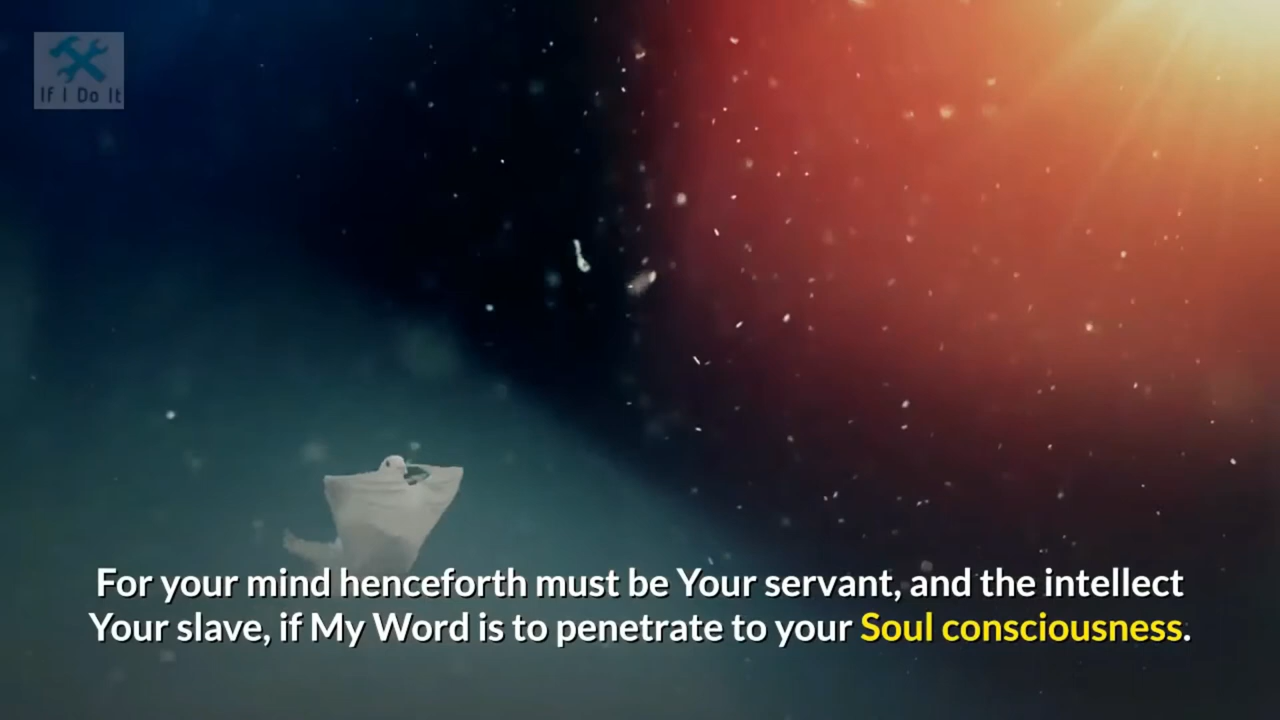 If I Do It
For your mind henceforth must be Your servant, and the intellect
Your slave, if My Word is to penetrate to your Soul consciousness.